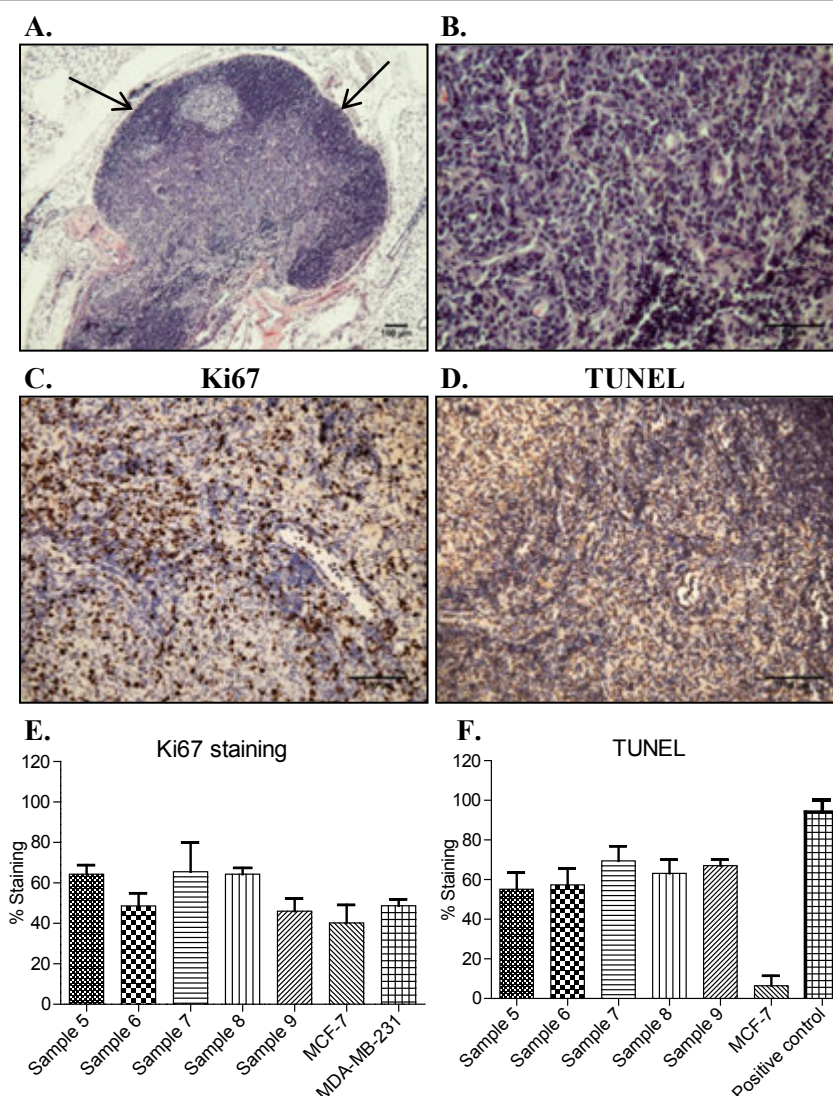 A.
B.
100 µm
C. Ki67
D. TUNEL
E.
Ki67 staining
120
100
80
60
40
20
0
% Staining
Sample 5
Sample 6
Sample 7
Sample 8
Sample 9
MCF-7
MDA-MB-231
F.
TUNEL
120
100
80
60
40
20
0
% Staining
Sample 5
Sample 6
Sample 7
Sample 8
Sample 9
MCF-7
Positive control